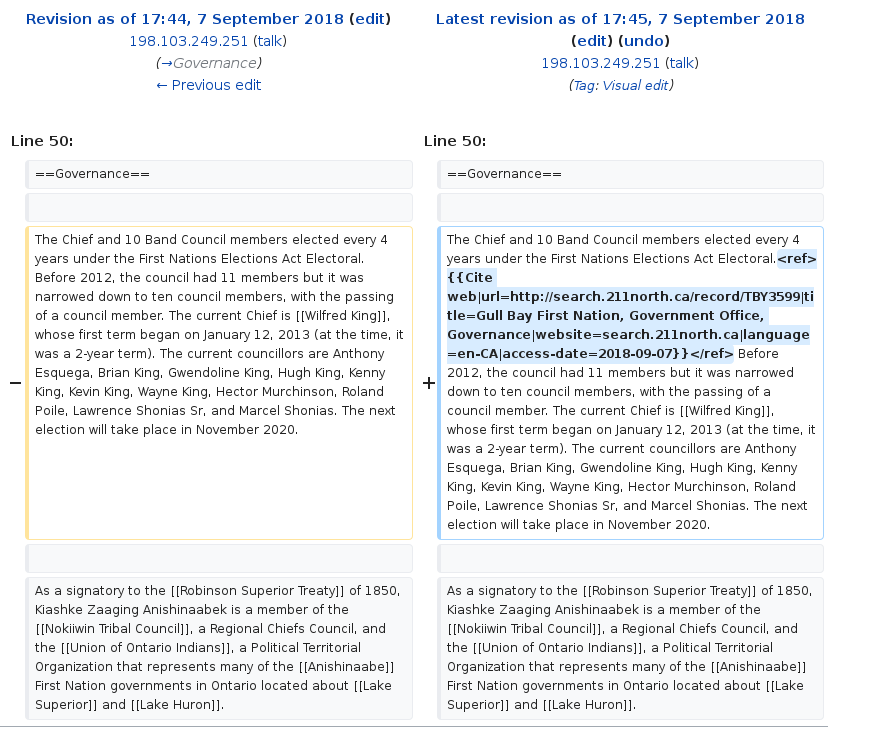 Revision as of 17:44, 7 September 2018 (edit)
198.103.249.251 (talk)
(→Governance)
← Previous edit
Latest revision as of 17:45, 7 September 2018
(edit) (undo)
198.103.249.251 (talk)
(Tag: Visual edit)
Line 50:
Line 50:
==Governance==
==Governance==
−
The Chief and 10 Band Council members elected every 4
years under the First Nations Elections Act Electoral.
Before 2012, the council had 11 members but it was
narrowed down to ten council members, with the passing
of a council member. The current Chief is [[Wilfred King]],
whose first term began on January 12, 2013 (at the time, it
was a 2-year term). The current councillors are Anthony
Esquega, Brian King, Gwendoline King, Hugh King, Kenny
King, Kevin King, Wayne King, Hector Murchinson, Roland
Poile, Lawrence Shonias Sr, and Marcel Shonias. The next
election will take place in November 2020.
+
The Chief and 10 Band Council members elected every 4
years under the First Nations Elections Act Electoral.<ref>
{{Cite
web|url=http://search.211north.ca/record/TBY3599|ti
tle=Gull Bay First Nation, Government Office,
Governance|website=search.211north.ca|language
=en-CA|access-date=2018-09-07}}</ref> Before
2012, the council had 11 members but it was narrowed
down to ten council members, with the passing of a
council member. The current Chief is [[Wilfred King]],
whose first term began on January 12, 2013 (at the time, it
was a 2-year term). The current councillors are Anthony
Esquega, Brian King, Gwendoline King, Hugh King, Kenny
King, Kevin King, Wayne King, Hector Murchinson, Roland
Poile, Lawrence Shonias Sr, and Marcel Shonias. The next
election will take place in November 2020.
As a signatory to the [[Robinson Superior Treaty]] of 1850,
Kiashke Zaaging Anishinaabek is a member of the
[[Nokiiwin Tribal Council]], a Regional Chiefs Council, and
the [[Union of Ontario Indians]], a Political Territorial
Organization that represents many of the [[Anishinaabe]]
First Nation governments in Ontario located about [[Lake
Superior]] and [[Lake Huron]].
As a signatory to the [[Robinson Superior Treaty]] of 1850,
Kiashke Zaaging Anishinaabek is a member of the
[[Nokiiwin Tribal Council]], a Regional Chiefs Council, and
the [[Union of Ontario Indians]], a Political Territorial
Organization that represents many of the [[Anishinaabe]]
First Nation governments in Ontario located about [[Lake
Superior]] and [[Lake Huron]].